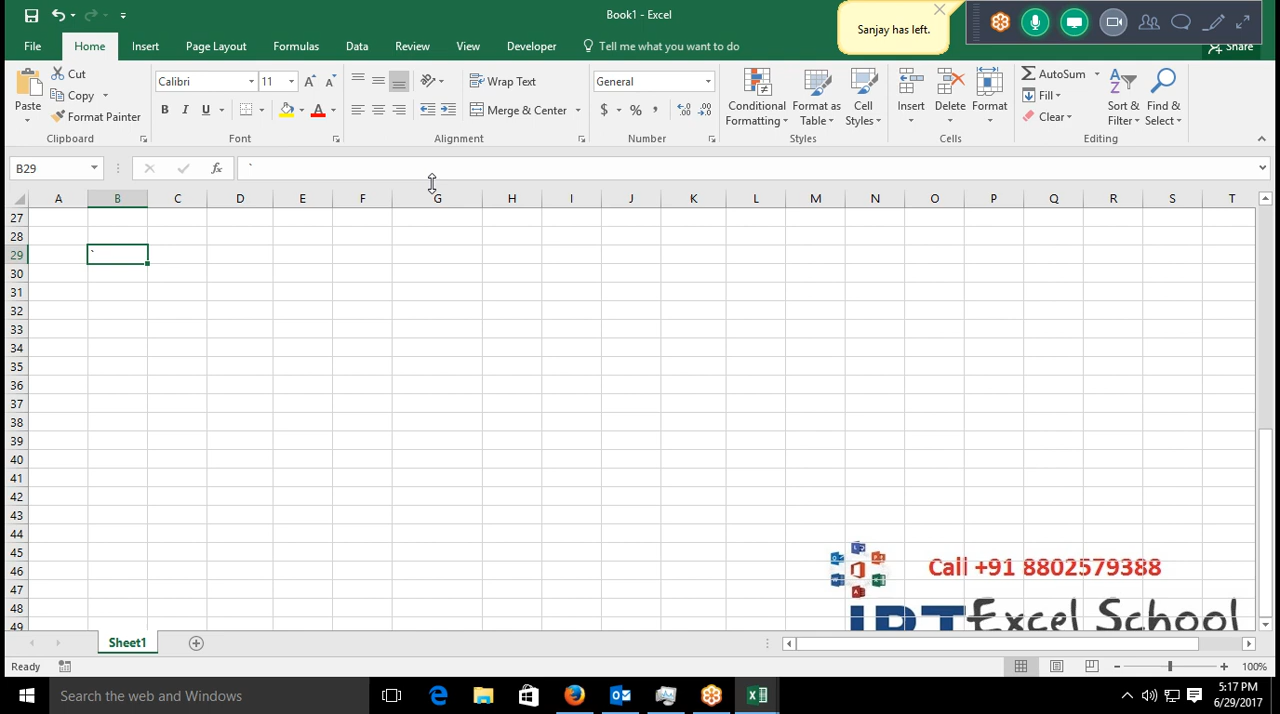 Book1 - Excel
Sanjay has left.
File Home Insert Page Layout Formulas Data Review View Developer Tell me what you want to do Share
Paste
Cut
Copy
Format Painter
Clipboard
Calibri 11
B I U
Font
Wrap Text
Merge & Center
Alignment
General
$ % ,
Number
Conditional Formatting
Format as Table
Cell Styles
Styles
Insert
Delete
Format
Cells
AutoSum
Fill
Clear
Sort & Filter
Find & Select
Editing
B29 fx `
A B C D E F G H I J K L M N O P Q R S T
27
28
29 `
30
31
32
33
34
35
36
37
38
39
40
41
42
43
44
45
46
47
48
49
Call +91 8802579388
IPT Excel School
Sheet1
Ready 100%
Search the web and Windows
5:17 PM
6/29/2017